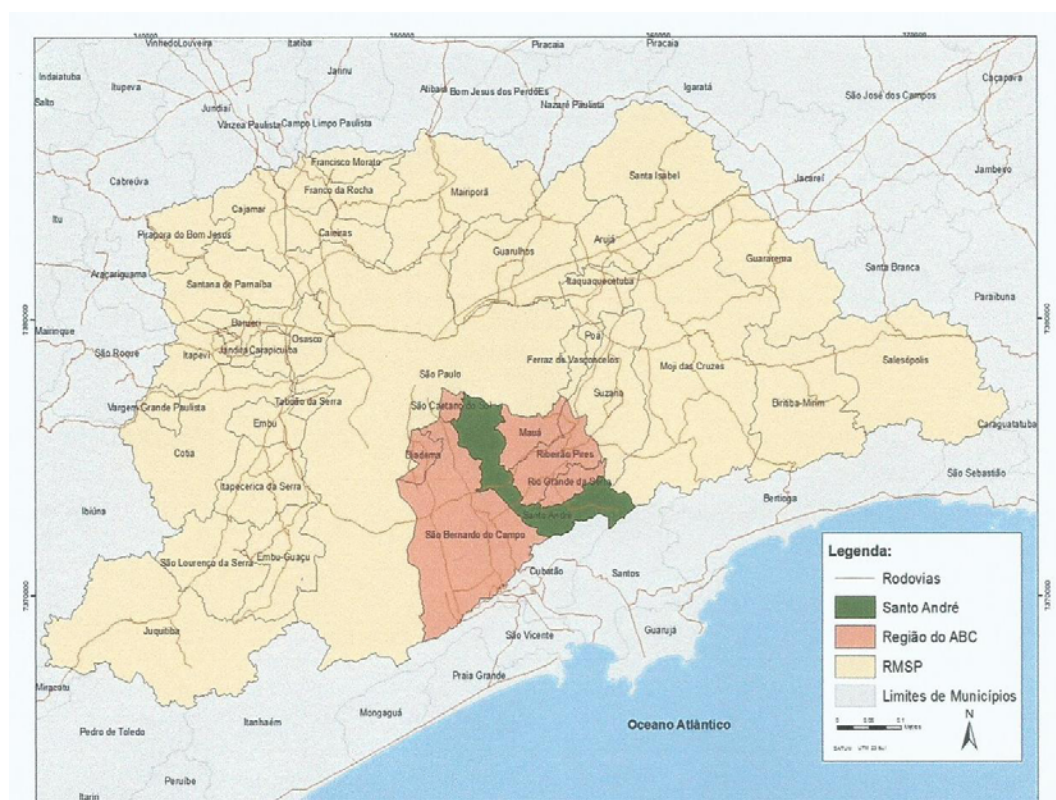 340000
360000
380000
VinhedoLouveira
Itatiba
Piracaia
Piracaia
Indaiatuba
Itupeva
Jarinu
Atibaia
Bom Jesus dos Perdões
Igaratá
Caçapava
Salto
Jundiaí
Nazaré Paulista
São José dos Campos
Várzea Paulista
Campo Limpo Paulista
Francisco Morato
Cabreúva
Franco da Rocha
Mairiporã
Santa Isabel
Jacareí
Jambeiro
Itu
Cajamar
Pirapora do Bom Jesus
Caieiras
Guarulhos
Arujá
Guararema
Araçariguama
Itaquaquecetuba
Santa Branca
Santana de Parnaíba
Paraibuna
Mairinque
Barueri
Osasco
Poá
São Roque
Itapevi
Jandira
Carapicuíba
Ferraz de Vasconcelos
Moji das Cruzes
Salesópolis
São Paulo
Suzano
Vargem Grande Paulista
Taboão da Serra
São Caetano do Sul
Biritiba-Mirim
Embú
Mauá
Caraguatatuba
Cotia
Diadema
Ribeirão Pires
Itapecerica da Serra
Rio Grande da Serra
São Sebastião
Ibiúna
Santo André
Bertioga
São Bernardo do Campo
São Lourenço da Serra
Embu-Guaçu
Cubatão
Santos
Juquitiba
São Vicente
Guarujá
Miracatu
Praia Grande
Pedro de Toledo
Itanhaém
Mongaguá
Oceano Atlântico
Peruíbe
Itariri
Legenda:
Rodovias
Santo André
Região do ABC
RMSP
Limites de Municípios
N